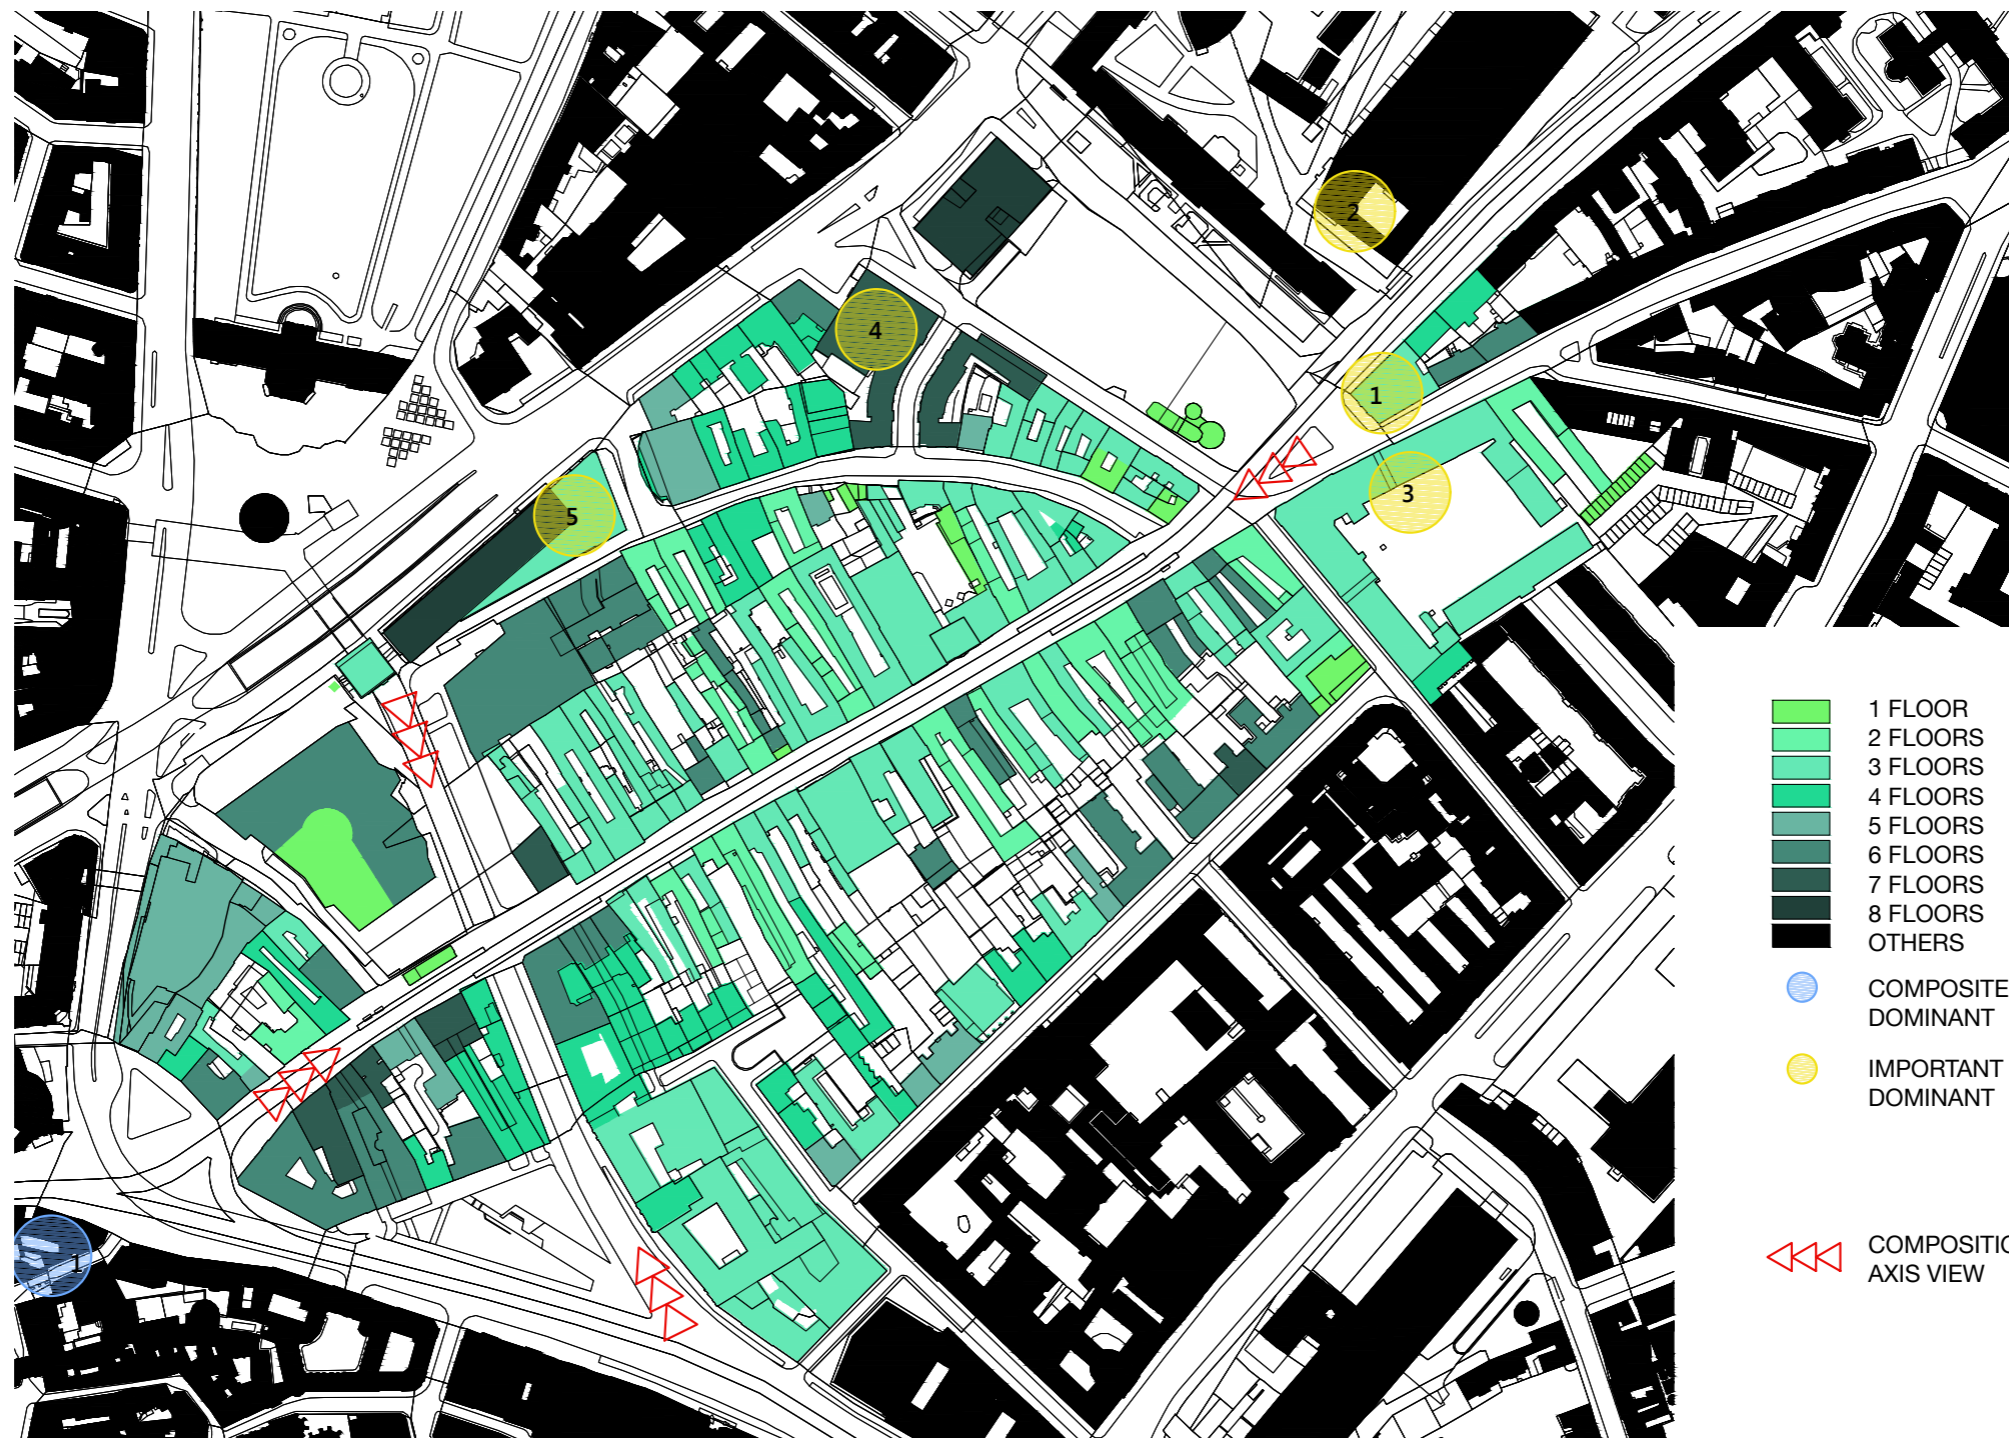 2
4
1
3
5
1 FLOOR
2 FLOORS
3 FLOORS
4 FLOORS
5 FLOORS
6 FLOORS
7 FLOORS
8 FLOORS
OTHERS
COMPOSITE
DOMINANT
IMPORTANT
DOMINANT
1
COMPOSITIO
AXIS VIEW